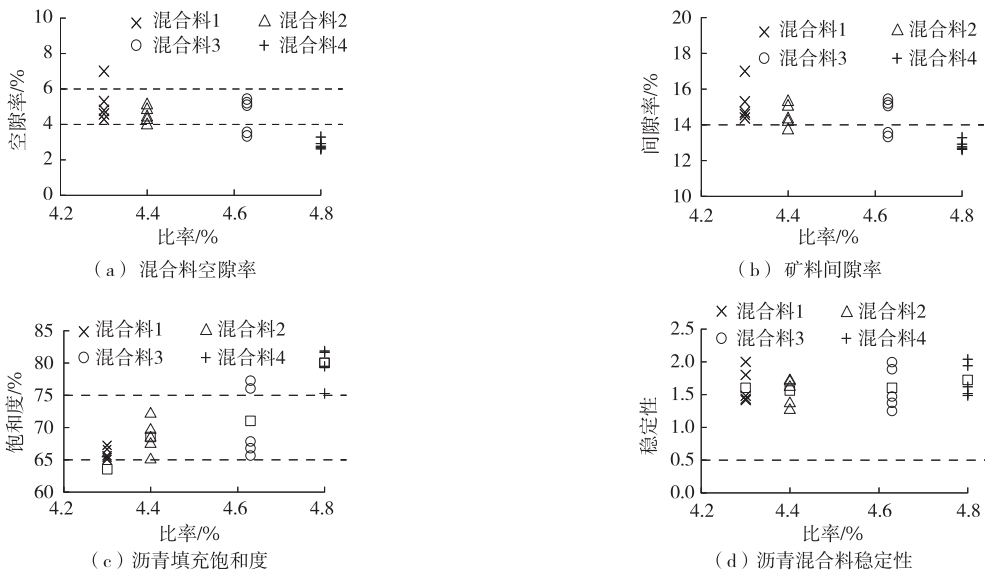 10
8
6
4
2
0
空隙率/%
× 混合料1 △ 混合料2
○ 混合料3 + 混合料4
4.2 4.4 4.6 4.8
比率/%
（a）混合料空隙率
20
18
16
14
12
10
间隙率/%
× 混合料1 △ 混合料2
○ 混合料3 + 混合料4
4.2 4.4 4.6 4.8
比率/%
（b）矿料间隙率
85
80
75
70
65
60
饱和度/%
× 混合料1 △ 混合料2
○ 混合料3 + 混合料4
4.2 4.4 4.6 4.8
比率/%
（c）沥青填充饱和度
2.5
2.0
1.5
1.0
0.5
0.0
稳定性
× 混合料1 △ 混合料2
○ 混合料3 + 混合料4
4.2 4.4 4.6 4.8
比率/%
（d）沥青混合料稳定性